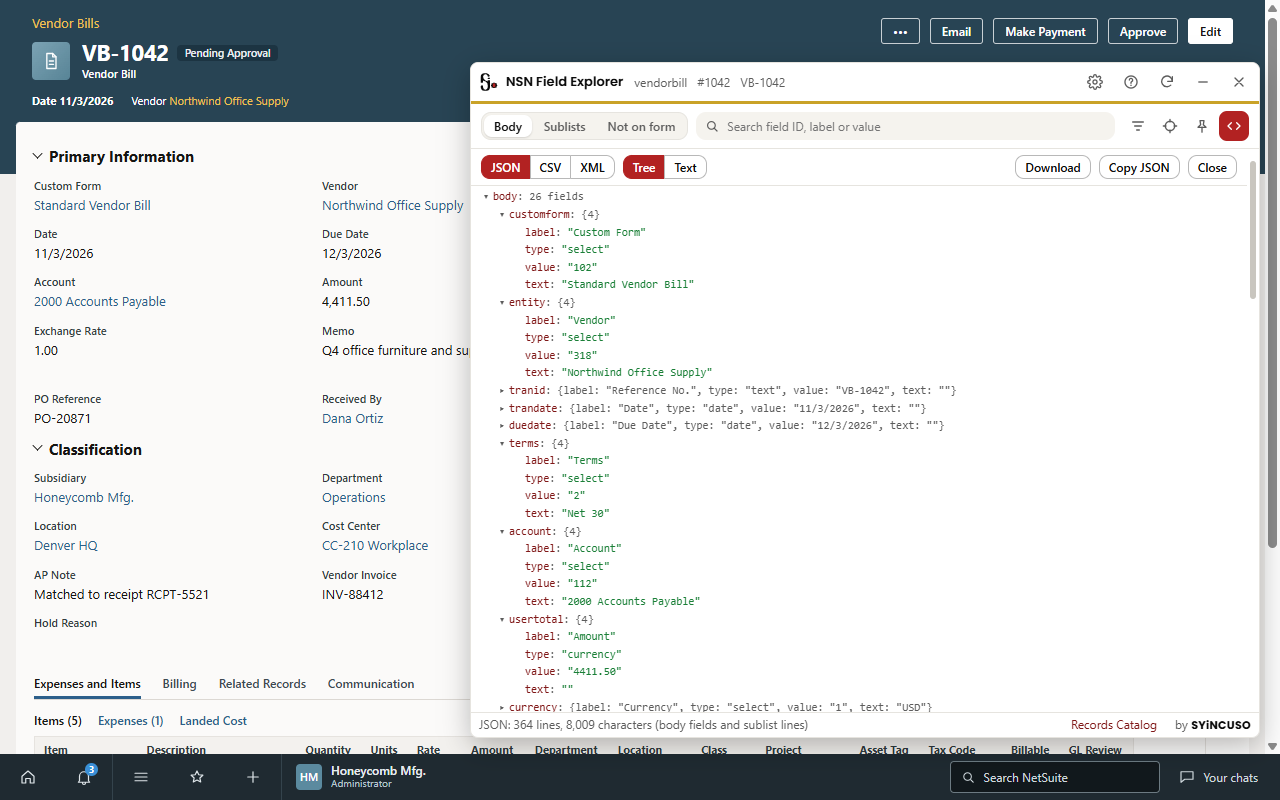 Vendor Bills
VB-1042 Pending Approval
Vendor Bill
Date 11/3/2026 Vendor Northwind Office Supply
••• Email Make Payment Approve Edit
Primary Information
Custom Form Vendor
Standard Vendor Bill Northwind Office Supply
Date Due Date
11/3/2026 12/3/2026
Account Amount
2000 Accounts Payable 4,411.50
Exchange Rate Memo
1.00 Q4 office furniture and su
PO Reference Received By
PO-20871 Dana Ortiz
Classification
Subsidiary Department
Honeycomb Mfg. Operations
Location Cost Center
Denver HQ CC-210 Workplace
AP Note Vendor Invoice
Matched to receipt RCPT-5521 INV-88412
Hold Reason
Expenses and Items Billing Related Records Communication
Items (5) Expenses (1) Landed Cost
Item Description Quantity Units Rate Amount Department Location Class Project Asset Tag Tax Code Billable GL Review
NSN Field Explorer vendorbill #1042 VB-1042
Body Sublists Not on form Search field ID, label or value
JSON CSV XML Tree Text Download Copy JSON Close
body: 26 fields
customform: {4}
label: "Custom Form"
type: "select"
value: "102"
text: "Standard Vendor Bill"
entity: {4}
label: "Vendor"
type: "select"
value: "318"
text: "Northwind Office Supply"
tranid: {label: "Reference No.", type: "text", value: "VB-1042", text: ""}
trandate: {label: "Date", type: "date", value: "11/3/2026", text: ""}
duedate: {label: "Due Date", type: "date", value: "12/3/2026", text: ""}
terms: {4}
label: "Terms"
type: "select"
value: "2"
text: "Net 30"
account: {4}
label: "Account"
type: "select"
value: "112"
text: "2000 Accounts Payable"
usertotal: {4}
label: "Amount"
type: "currency"
value: "4411.50"
text: ""
currency: {label: "Currency", type: "select", value: "1", text: "USD"}
JSON: 364 lines, 8,009 characters (body fields and sublist lines) Records Catalog by SYiNCUSO
3 HM Honeycomb Mfg.
Administrator
Search NetSuite Your chats